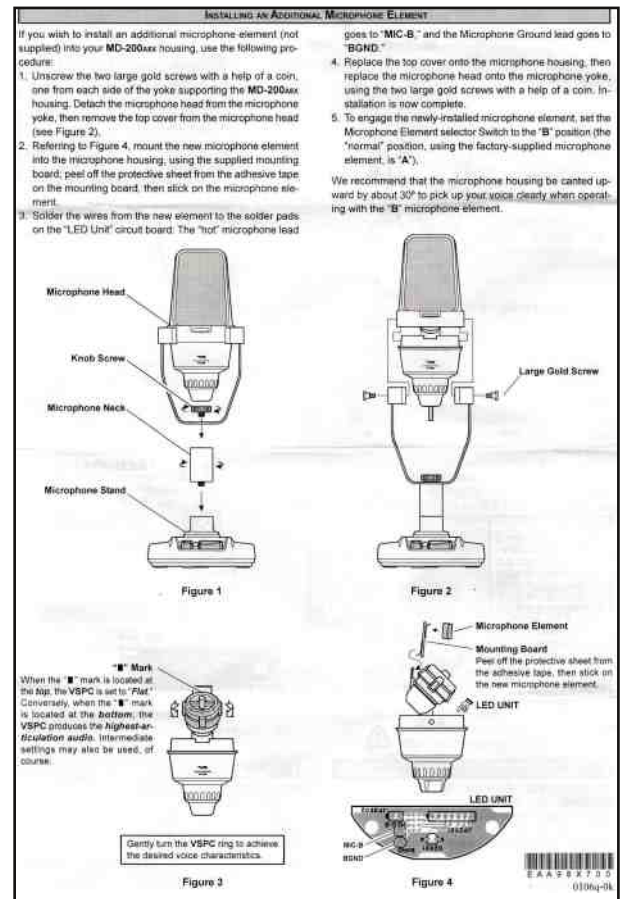 INSTALLING AN ADDITIONAL MICROPHONE ELEMENT
If you wish to install an additional microphone element (not
supplied) into your MD-200A8X housing, use the following pro-
cedure:
1. Unscrew the two large gold screws with a help of a coin,
one from each side of the yoke supporting the MD-200A8X
housing. Detach the microphone head from the microphone
yoke, then remove the top cover from the microphone head
(see Figure 2).
2. Referring to Figure 4, mount the new microphone element
into the microphone housing, using the supplied mounting
board; peel off the protective sheet from the adhesive tape
on the mounting board, then stick on the microphone ele-
ment.
3. Solder the wires from the new element to the solder pads
on the "LED Unit" circuit board: The "hot" microphone lead
goes to "MIC-B," and the Microphone Ground lead goes to
"BGND."
4. Replace the top cover onto the microphone housing, then
replace the microphone head onto the microphone yoke,
using the two large gold screws with a help of a coin. In-
stallation is now complete.
5. To engage the newly-installed microphone element, set the
Microphone Element selector Switch to the "B" position (the
"normal" position, using the factory-supplied microphone
element, is "A").
We recommend that the microphone housing be canted up-
ward by about 30º to pick up your voice clearly when operat-
ing with the "B" microphone element.
Microphone Head
Knob Screw
Microphone Neck
Microphone Stand
Figure 1
Large Gold Screw
Figure 2
"▮" Mark
When the "▮" mark is located at
the top, the VSPC is set to "Flat."
Conversely, when the "▮" mark
is located at the bottom, the
VSPC produces the highest-ar-
ticulation audio. Intermediate
settings may also be used, of
course.
Gently turn the VSPC ring to achieve
the desired voice characteristics.
Figure 3
Microphone Element
Mounting Board
Peel off the protective sheet from
the adhesive tape, then stick on
the new microphone element.
LED UNIT
LED UNIT
MIC-B
BGND
Figure 4
EAA98X700
0106q-0k